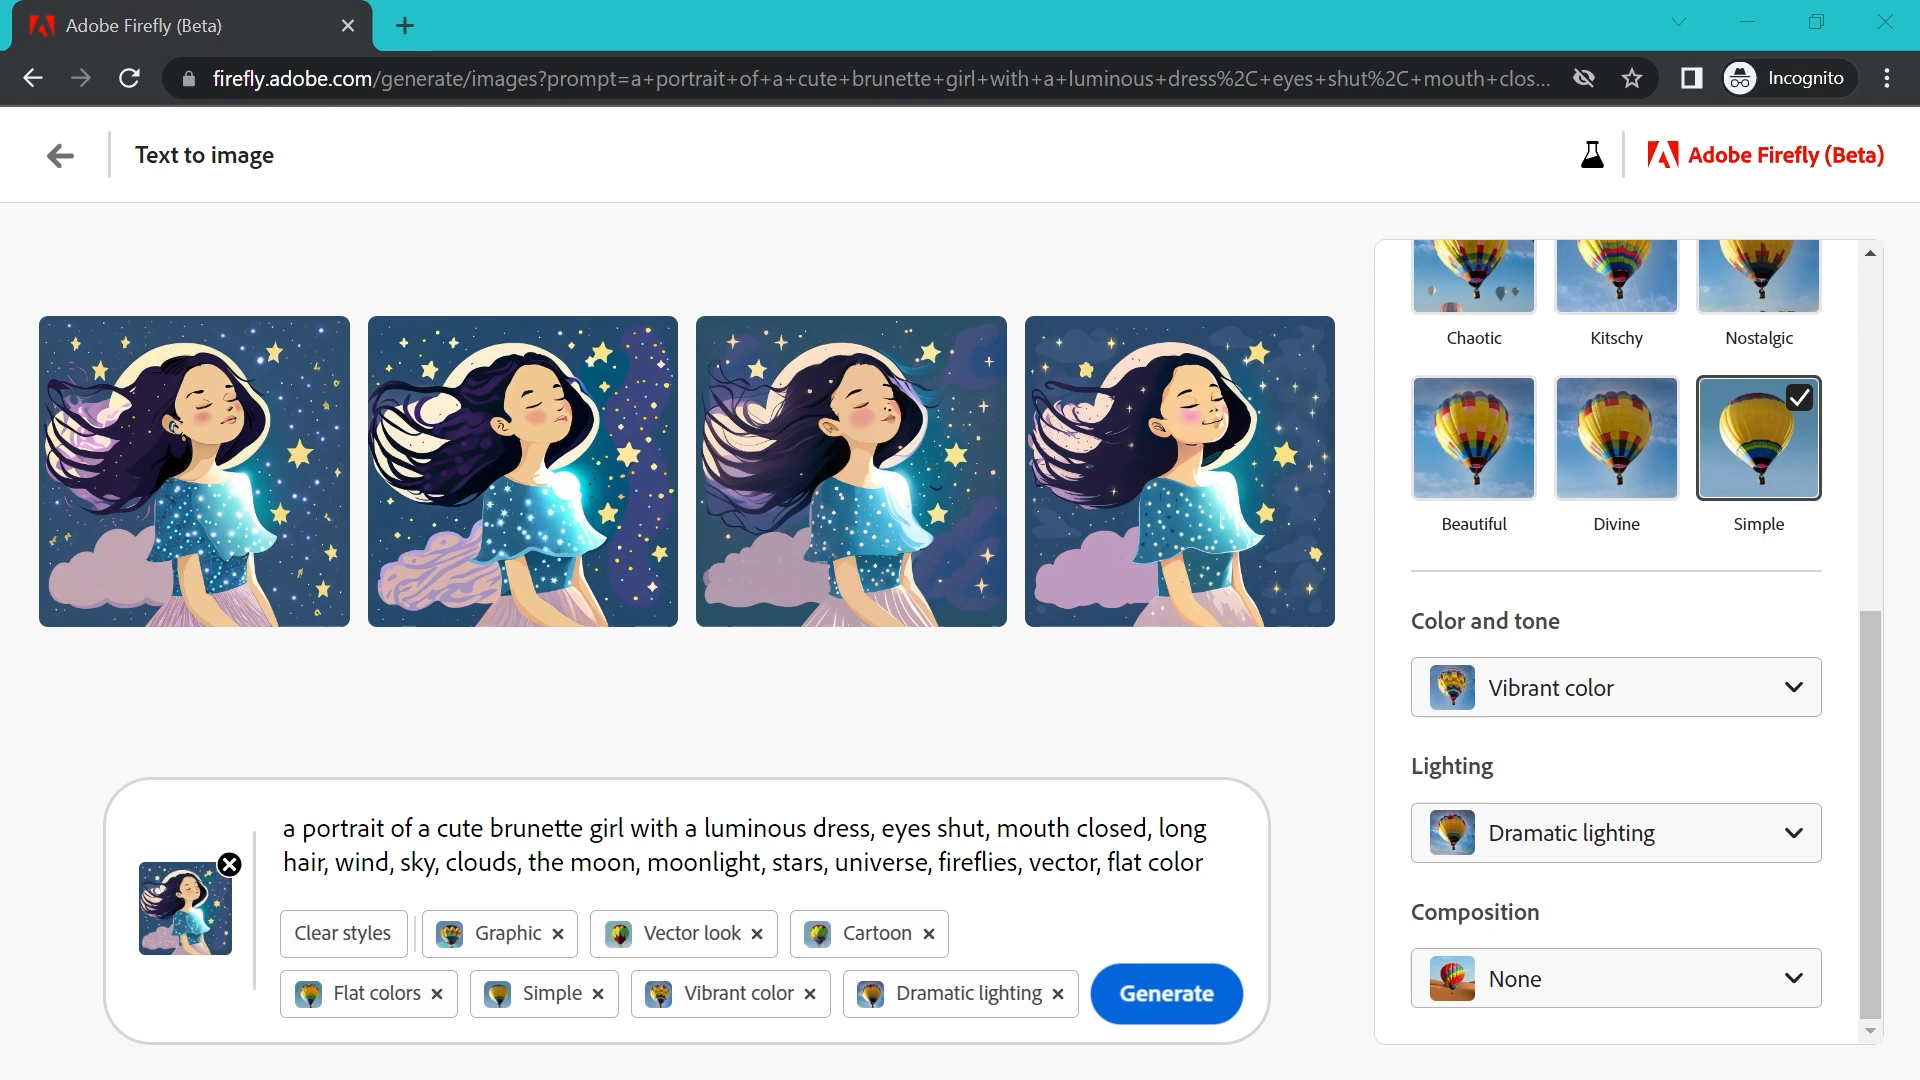 Adobe Firefly (Beta)
firefly.adobe.com/generate/images?prompt=a+portrait+of+a+cute+brunette+girl+with+a+luminous+dress%2C+eyes+shut%2C+mouth+clos...
Incognito
Text to image
Adobe Firefly (Beta)
Chaotic
Kitschy
Nostalgic
Beautiful
Divine
Simple
Color and tone
Vibrant color
Lighting
Dramatic lighting
Composition
None
a portrait of a cute brunette girl with a luminous dress, eyes shut, mouth closed, long
hair, wind, sky, clouds, the moon, moonlight, stars, universe, fireflies, vector, flat color
Clear styles
Graphic
Vector look
Cartoon
Flat colors
Simple
Vibrant color
Dramatic lighting
Generate